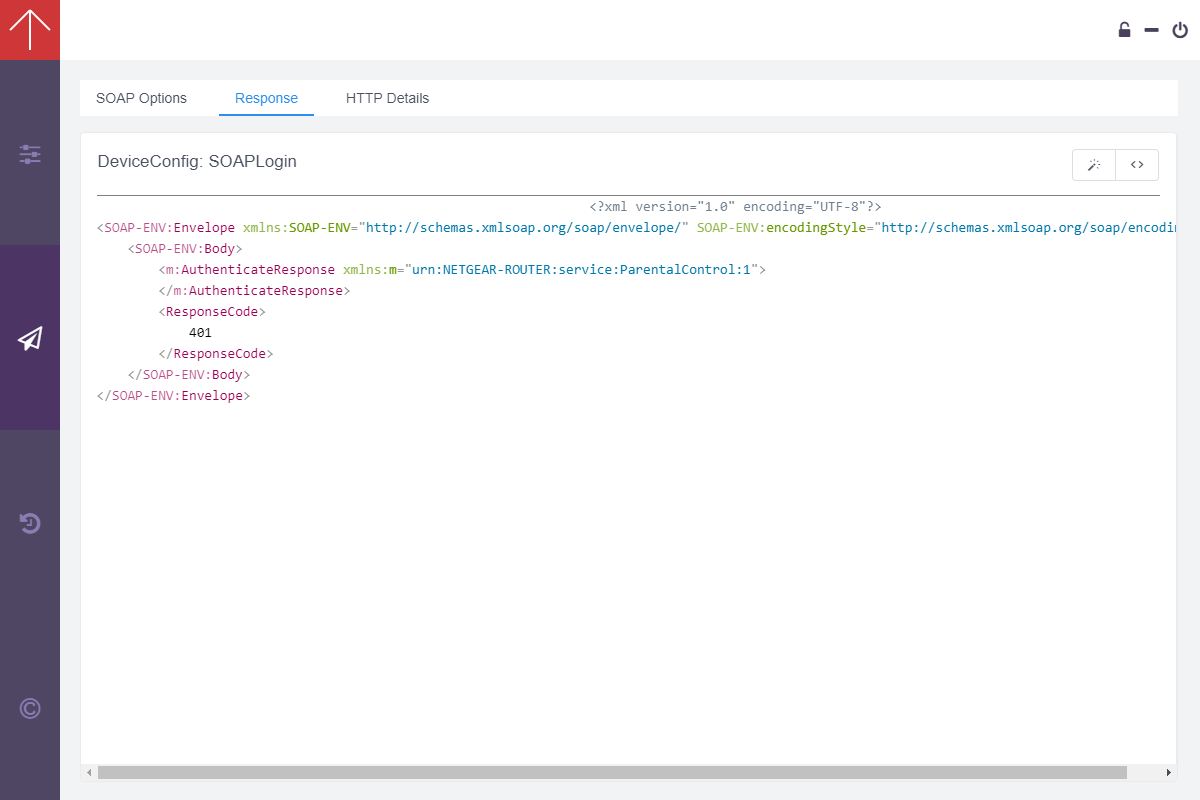 SOAP Options Response HTTP Details
DeviceConfig: SOAPLogin
<?xml version="1.0" encoding="UTF-8"?>
<SOAP-ENV:Envelope xmlns:SOAP-ENV="http://schemas.xmlsoap.org/soap/envelope/" SOAP-ENV:encodingStyle="http://schemas.xmlsoap.org/soap/encodin
<SOAP-ENV:Body>
<m:AuthenticateResponse xmlns:m="urn:NETGEAR-ROUTER:service:ParentalControl:1">
</m:AuthenticateResponse>
<ResponseCode>
401
</ResponseCode>
</SOAP-ENV:Body>
</SOAP-ENV:Envelope>